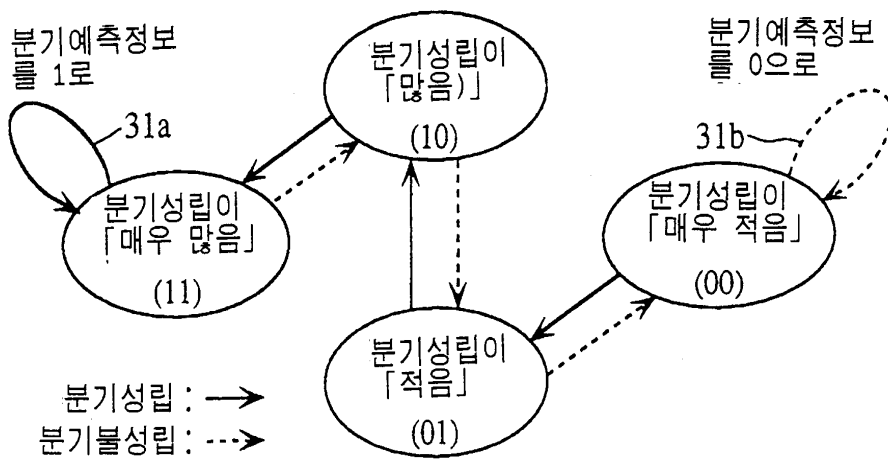 분기예측정보
를 1로
31a
분기성립이
「많음)」
(10)
분기예측정보
를 0으로
31b
분기성립이
「매우 많음」
(11)
분기성립이
「매우 적음」
(00)
분기성립이
「적음」
(01)
분기성립 :
분기불성립 :